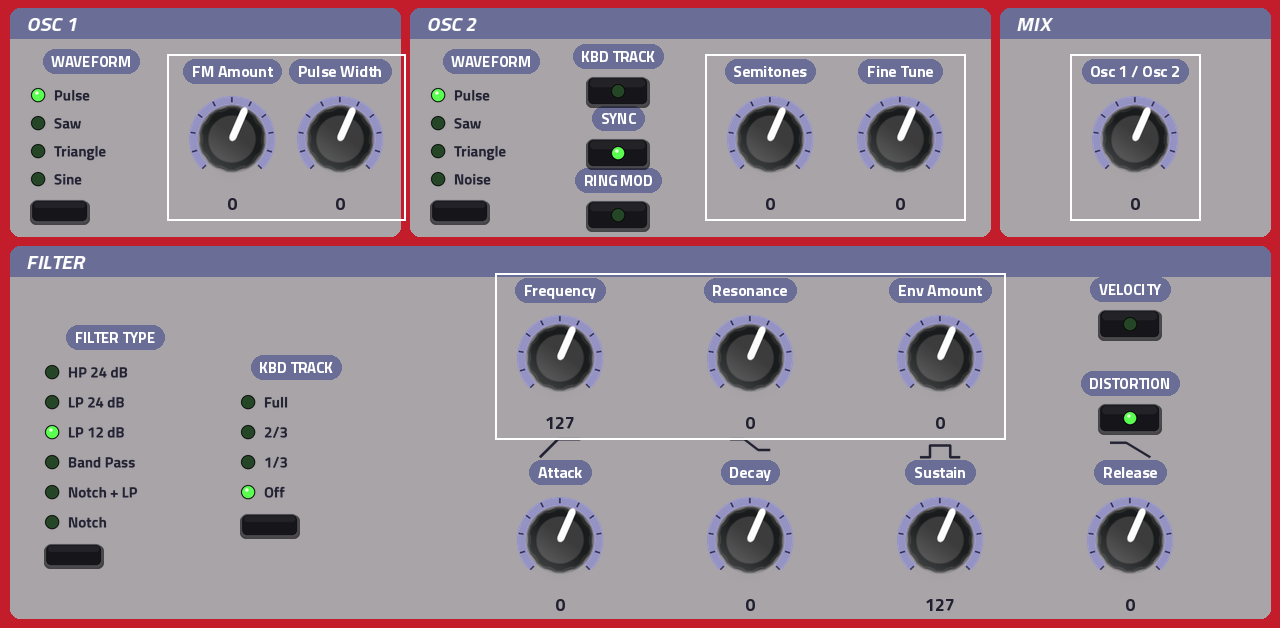 OSC 1
WAVEFORM
Pulse
Saw
Triangle
Sine
FM Amount
Pulse Width
0
0
OSC 2
WAVEFORM
Pulse
Saw
Triangle
Noise
KBD TRACK
SYNC
RING MOD
Semitones
Fine Tune
0
0
MIX
Osc 1 / Osc 2
0
FILTER
FILTER TYPE
HP 24 dB
LP 24 dB
LP 12 dB
Band Pass
Notch + LP
Notch
KBD TRACK
Full
2/3
1/3
Off
Frequency
Resonance
Env Amount
127
0
0
VELOCITY
DISTORTION
Attack
Decay
Sustain
Release
0
0
127
0